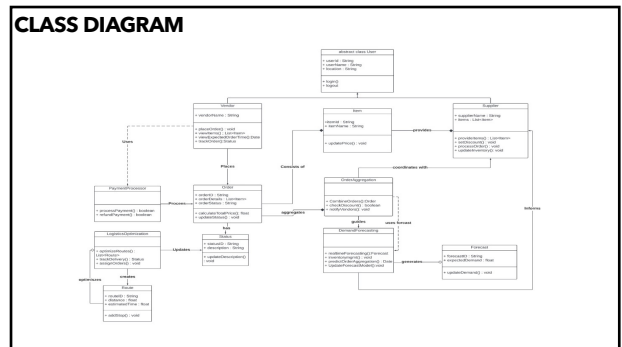 CLASS DIAGRAM
abstract class User
+ userId : String
+ userName : String
+ location : String
+ login()
+ logout
Vendor
+ vendorName : String
+ placeOrder() : void
+ viewItems() : List<Item>
+ viewExpectedOrderTime():Date
+ trackOrder():Status
Item
-itemId : String
+ itemName : String
+ updatePrice() : void
Supplier
+ supplierName : String
+ items : List<Item>
+ provideItems() : List<Item>
+ setDiscount() : void
+ processOrder() : void
+ updateInventory() : void
provides
Uses
Places
Consists of
coordinates with
PaymentProcessor
+ processPayment() : boolean
+ refundPayment() : boolean
Process
Order
+ orderID : String
+ orderDetails : List<Item>
+ orderStatus : String
+ calculateTotalPrice(): float
+ updateStatus() : void
aggregates
OrderAggregation
+ CombineOrders():Order
+ checkDiscount() : boolean
+ notifyVendors() : void
Informs
has
guides
uses forecast
LogisticsOptimisation
+ optimizeRoutes() :
List<Route>
+ trackDelivery() : Status
+ assignOrders() : void
Updates
Status
+ statusID : String
+ description : String
+ updateDescription() :
void
DemandForecasting
+ realtimeForecasting():Forecast
+ predictOrderAggregation() : Date
+ UpdateForecastModel():void
generates
Forecast
+ forecastID : String
+ expectedDemand : float
+ updateDemand() : void
optimizes
creates
Route
+ routeID : String
+ distance : float
+ estimatedTime : float
+ addStop() : void